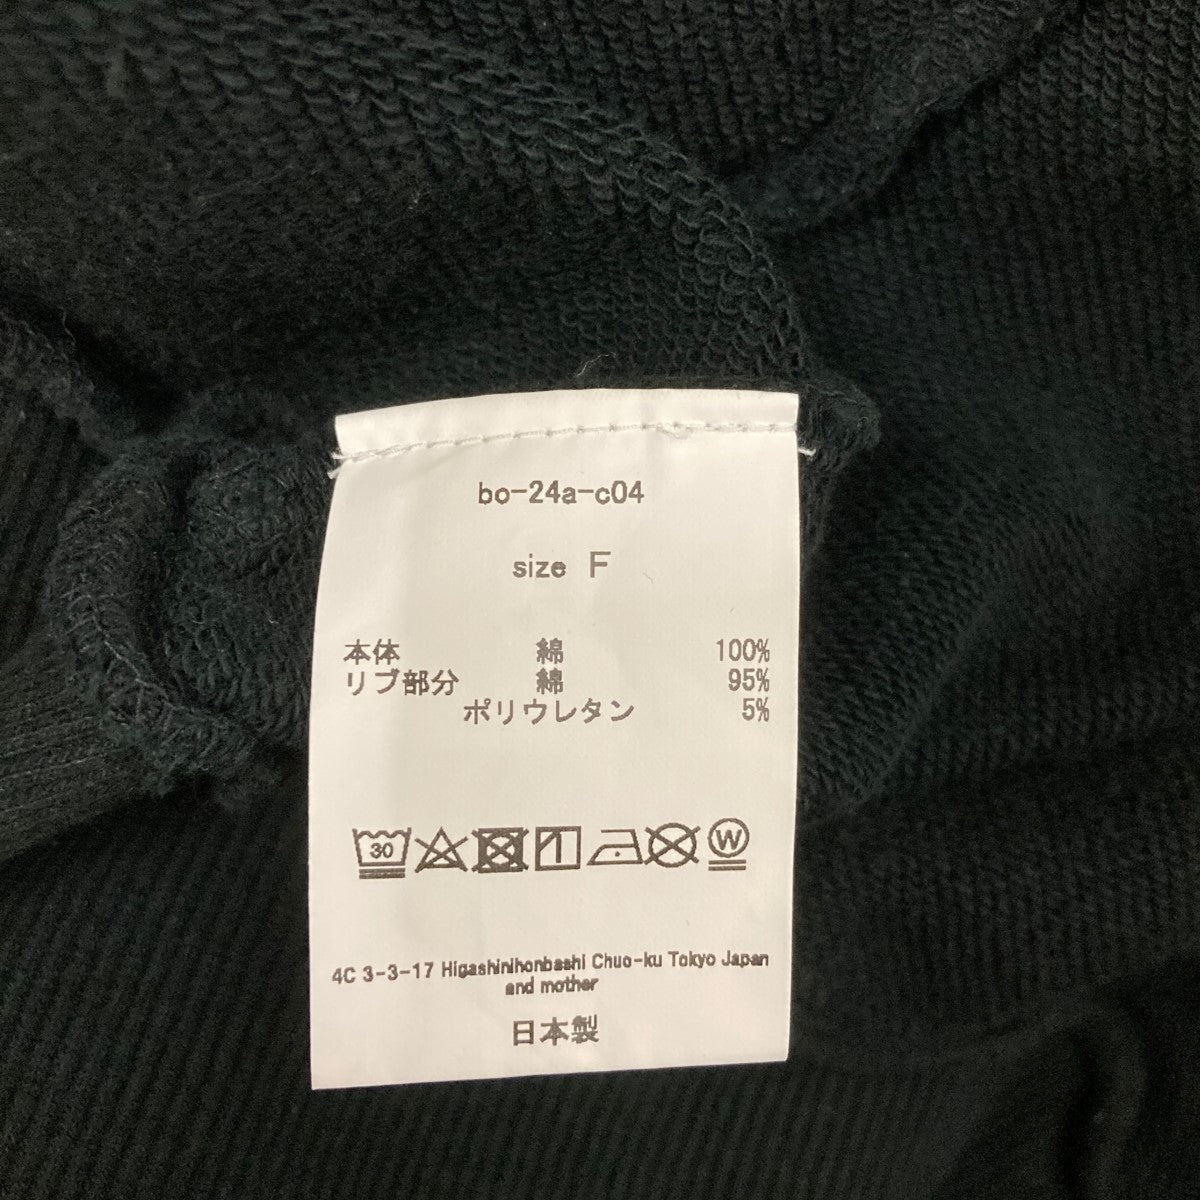 bo-24a-c04
size F
本体 綿 100%
リブ部分 綿 95%
ポリウレタン 5%
30 W
4C 3-3-17 Higashinihonbashi Chuo-ku Tokyo Japan
and mother
日本製